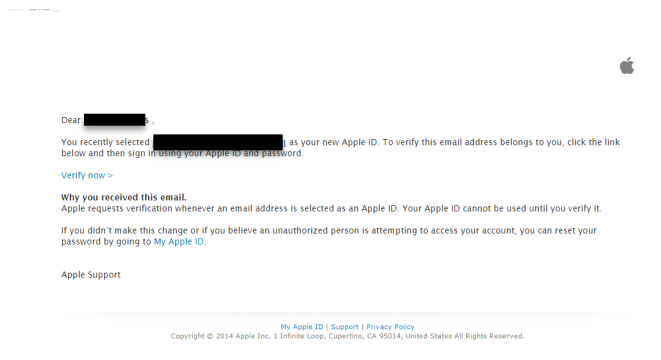 Dear
You recently selected as your new Apple ID. To verify this email address belongs to you, click the link
below and then sign in using your Apple ID and password.
Verify now >
Why you received this email.
Apple requests verification whenever an email address is selected as an Apple ID. Your Apple ID cannot be used until you verify it.
If you didn't make this change or if you believe an unauthorized person is attempting to access your account, you can reset your
password by going to My Apple ID.
Apple Support
My Apple ID | Support | Privacy Policy
Copyright © 2014 Apple Inc. 1 Infinite Loop, Cupertino, CA 95014, United States All Rights Reserved.